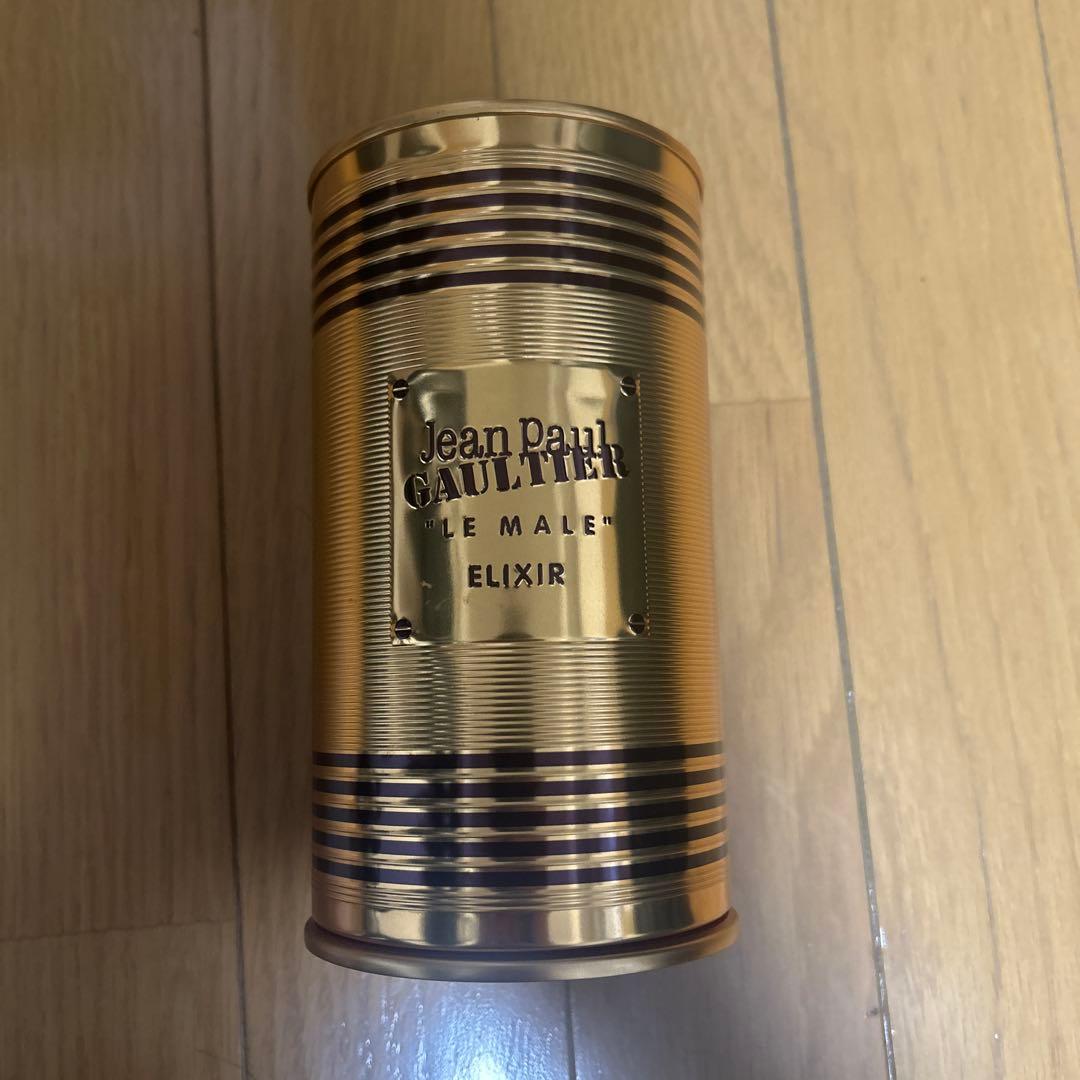 Jean Paul
GAULTIER
"LE MALE"
ELIXIR